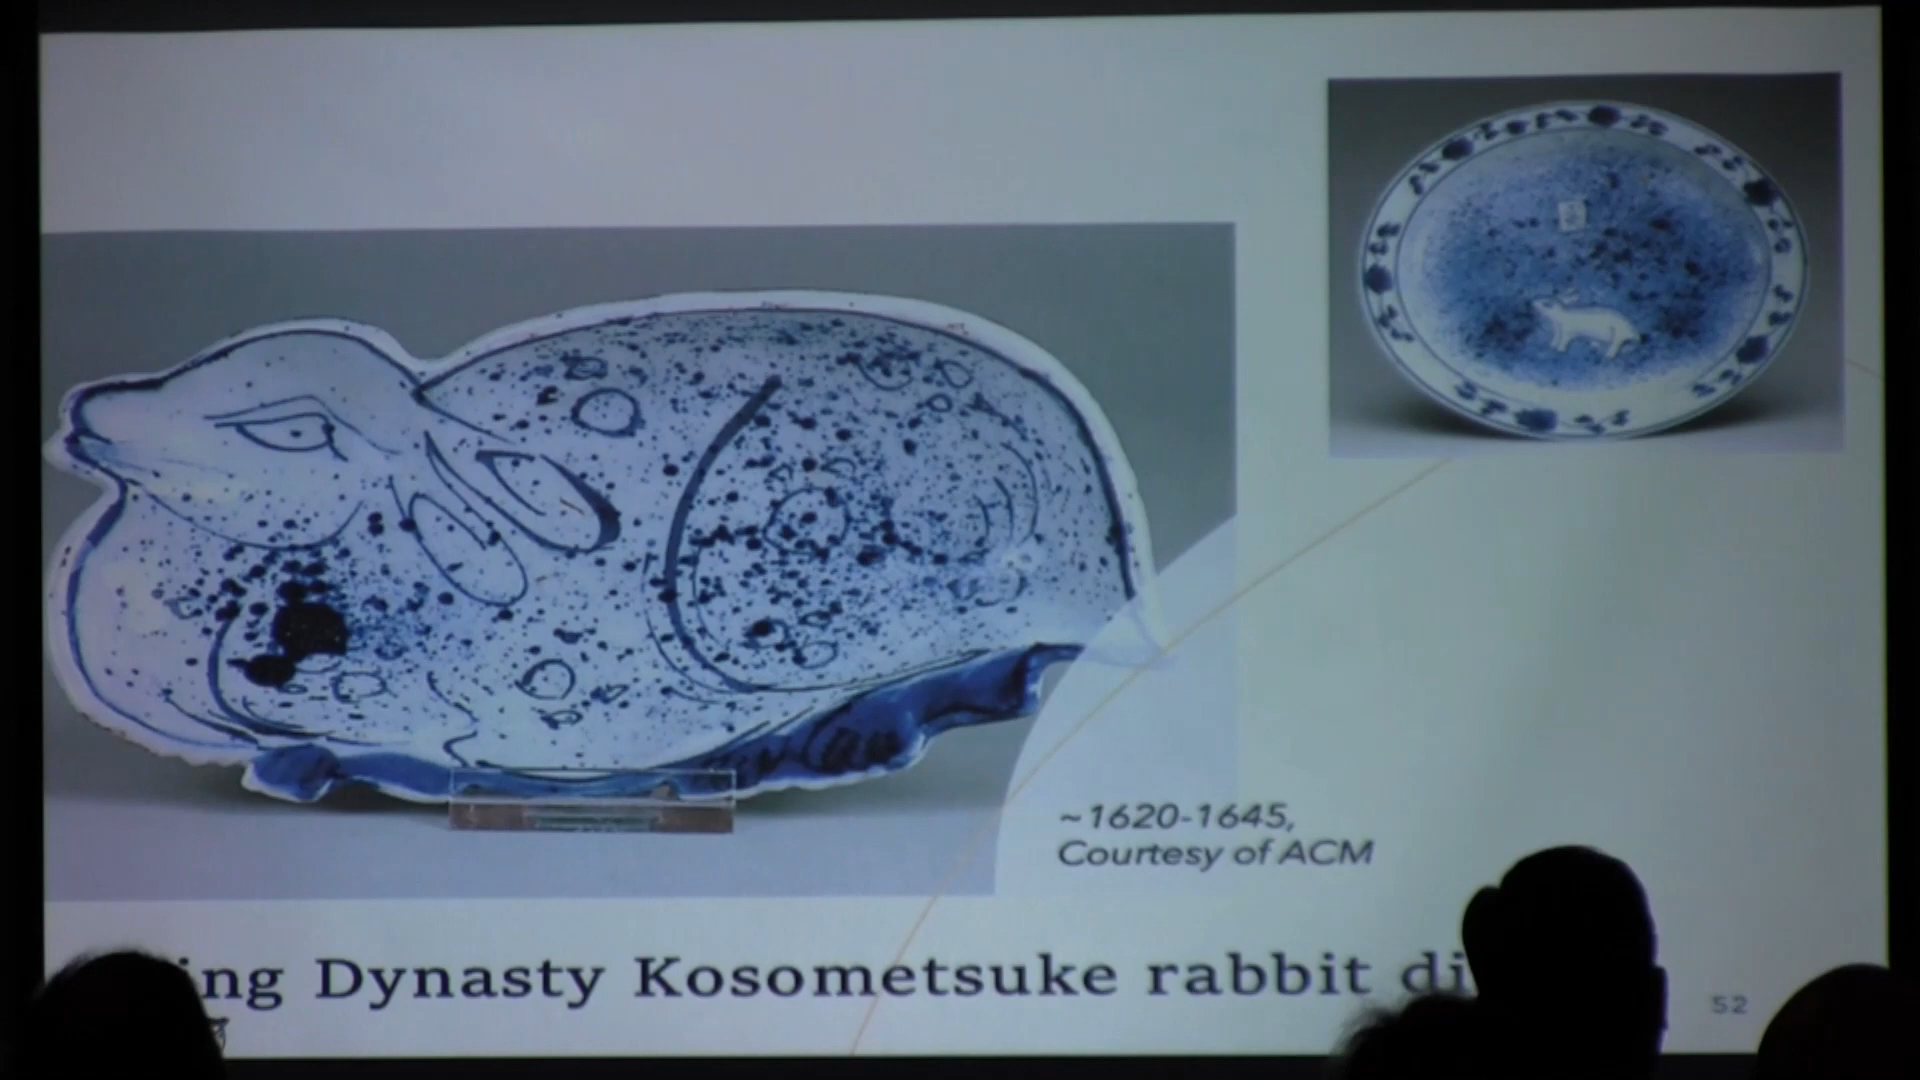 ~1620-1645,
Courtesy of ACM
ing Dynasty Kosometsuke rabbit di
52